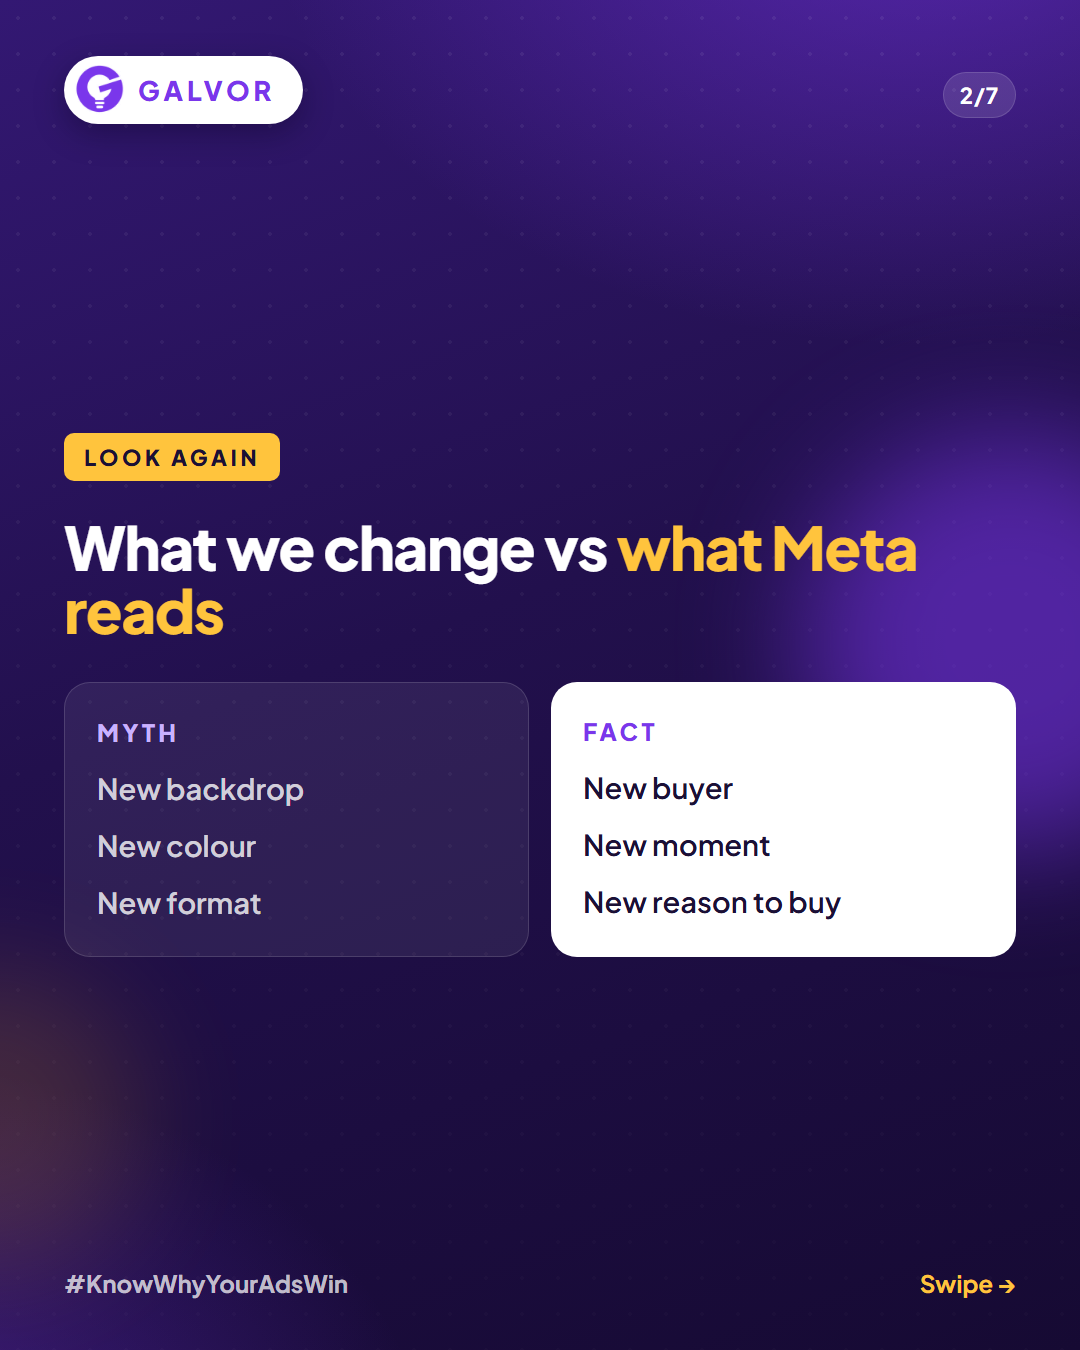 GALVOR
2/7
LOOK AGAIN
What we change vs what Meta
reads
MYTH
New backdrop
New colour
New format
FACT
New buyer
New moment
New reason to buy
#KnowWhyYourAdsWin
Swipe →